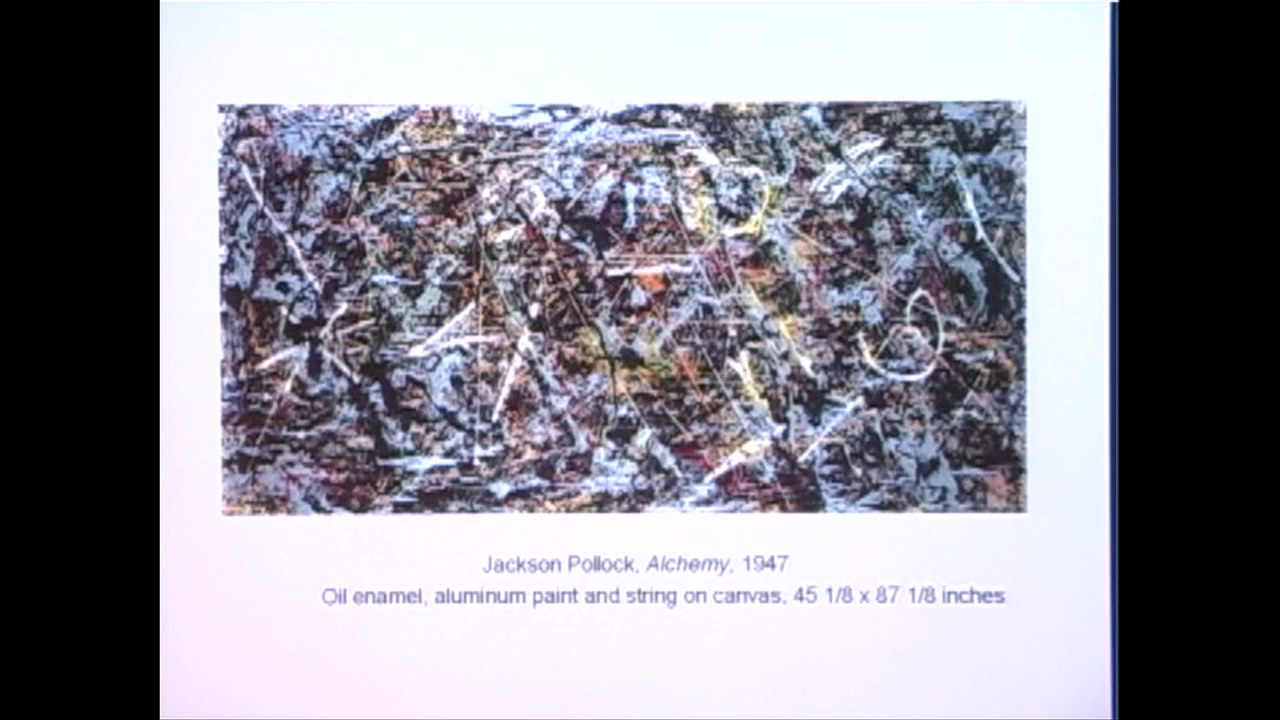 Jackson Pollock, Alchemy, 1947
Oil enamel, aluminum paint and string on canvas, 45 1/8 x 87 1/8 inches